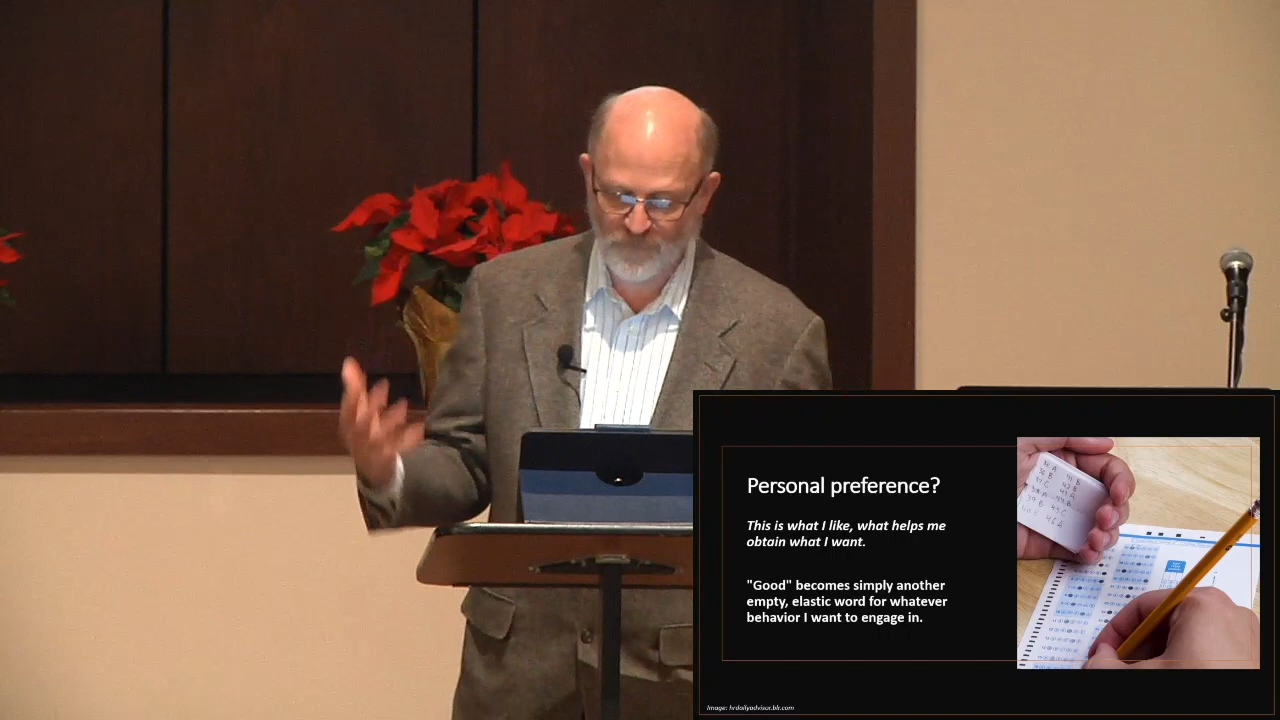 Personal preference?
This is what I like, what helps me
obtain what I want.
"Good" becomes simply another
empty, elastic word for whatever
behavior I want to engage in.
Image: hrdailyadvisor.blr.com